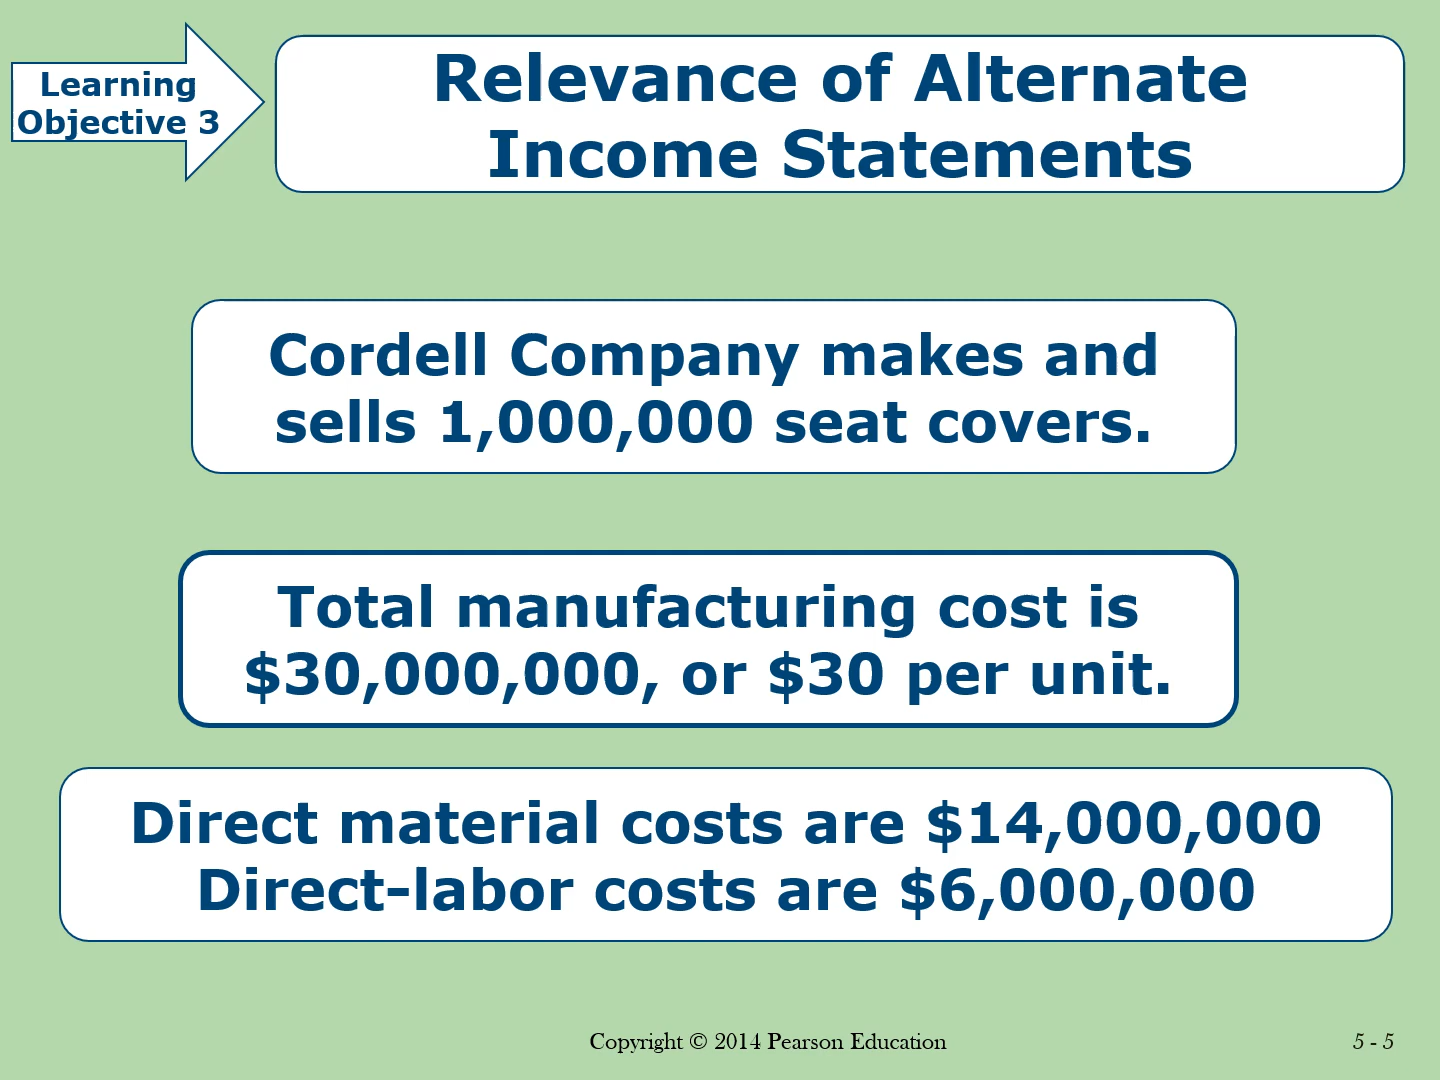 Learning
Objective 3
Relevance of Alternate
Income Statements
Cordell Company makes and
sells 1,000,000 seat covers.
Total manufacturing cost is
$30,000,000, or $30 per unit.
Direct material costs are $14,000,000
Direct-labor costs are $6,000,000
Copyright © 2014 Pearson Education
5 - 5